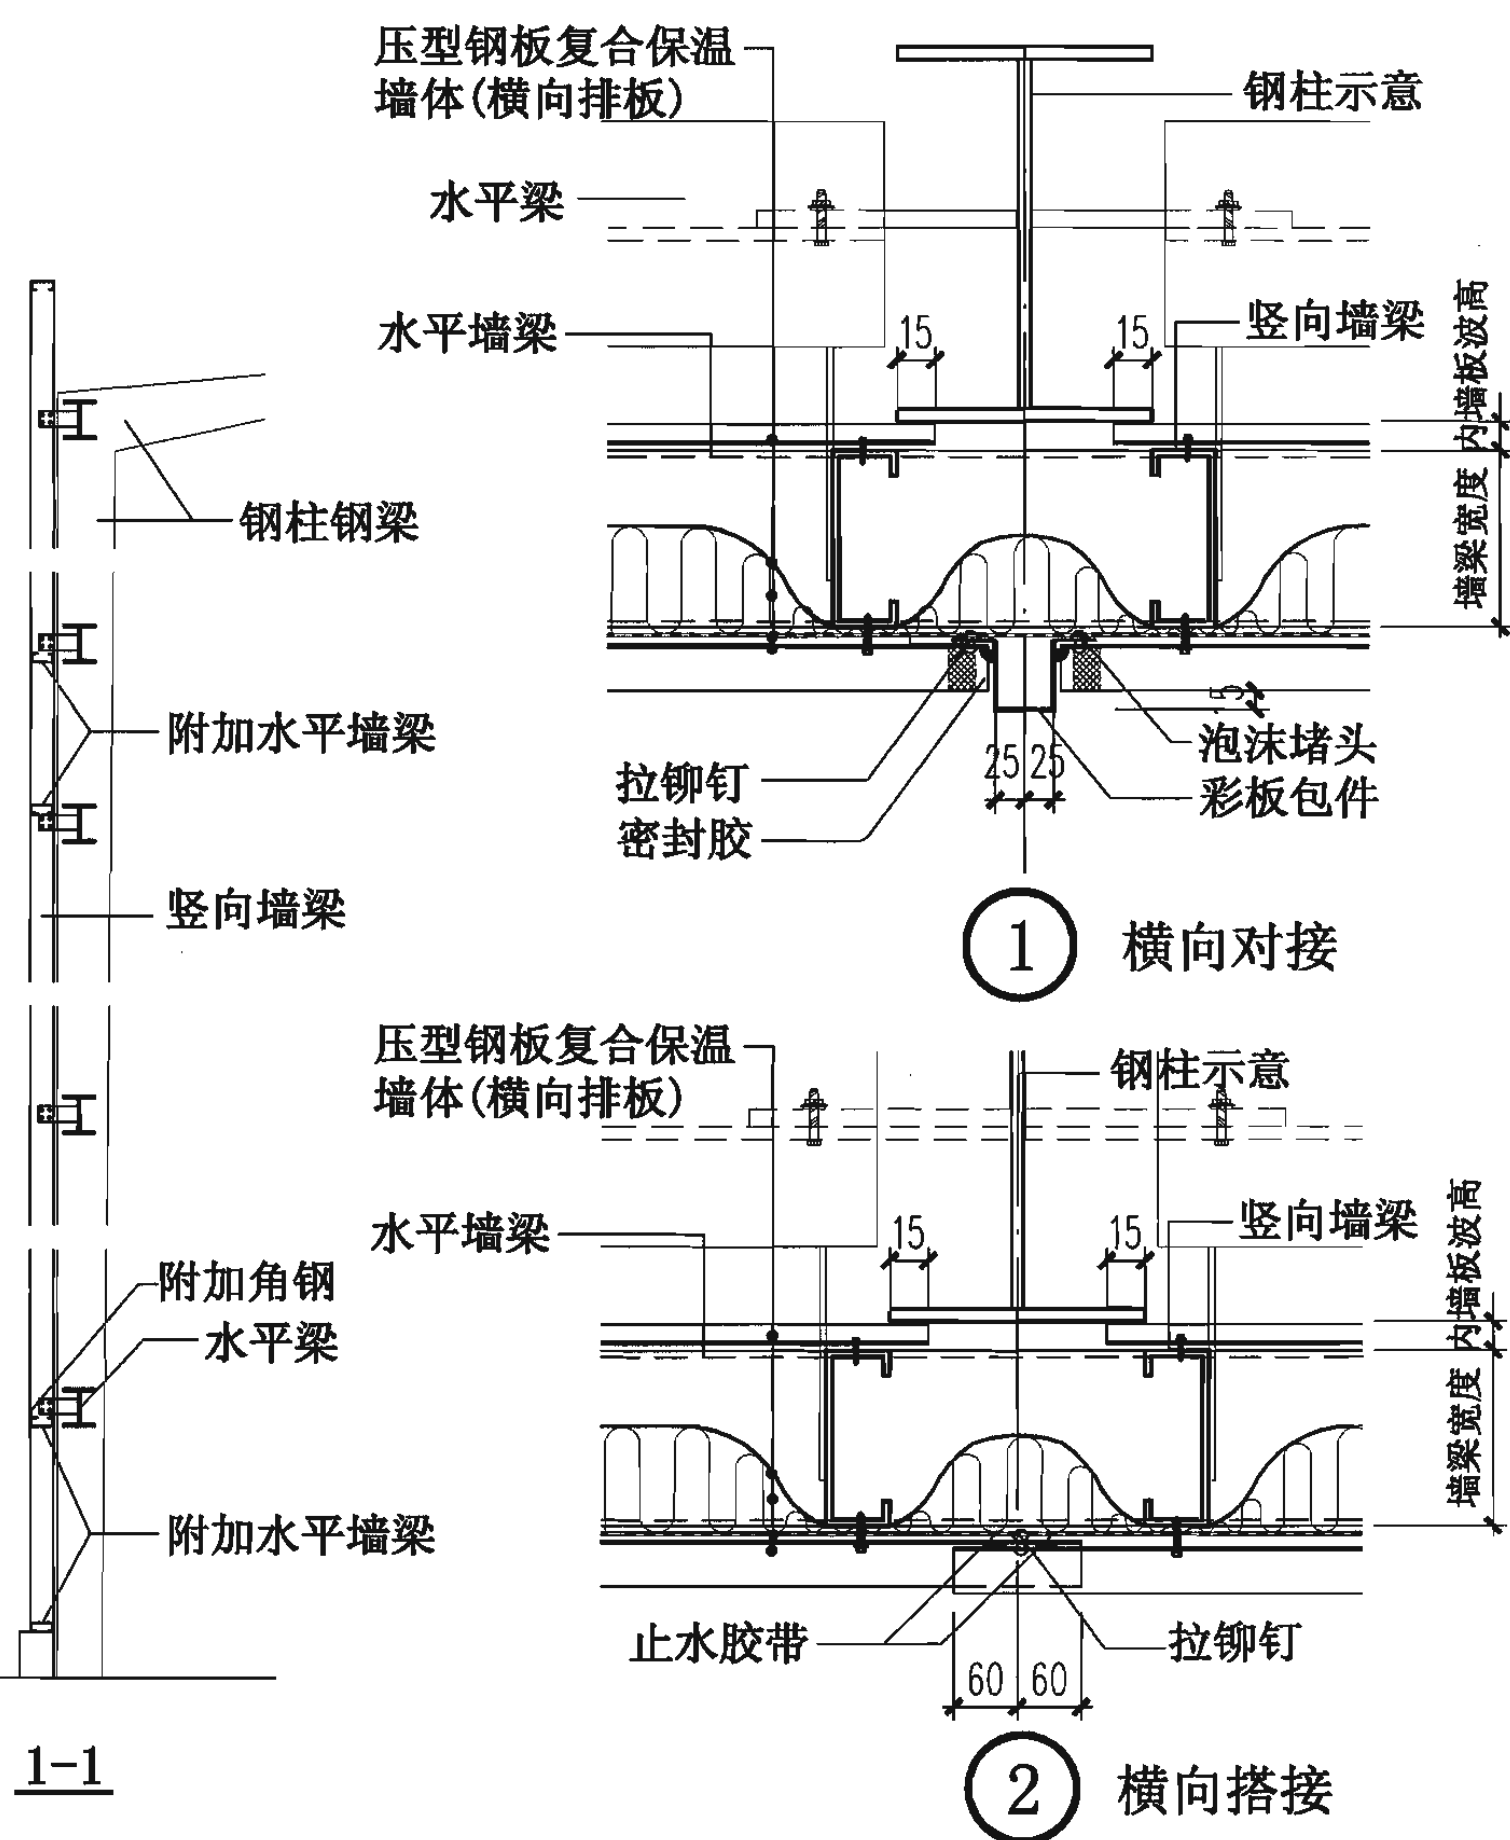 压型钢板复合保温
墙体(横向排板)
钢柱示意
水平梁
水平墙梁
15
15
竖向墙梁
内墙板波高
墙梁宽度
钢柱钢梁
附加水平墙梁
15
泡沫堵头
25
25
拉铆钉
彩板包件
密封胶
竖向墙梁
1
横向对接
压型钢板复合保温
墙体(横向排板)
钢柱示意
水平墙梁
15
15
竖向墙梁
内墙板波高
墙梁宽度
附加角钢
水平梁
附加水平墙梁
止水胶带
拉铆钉
60
60
1-1
2
横向搭接